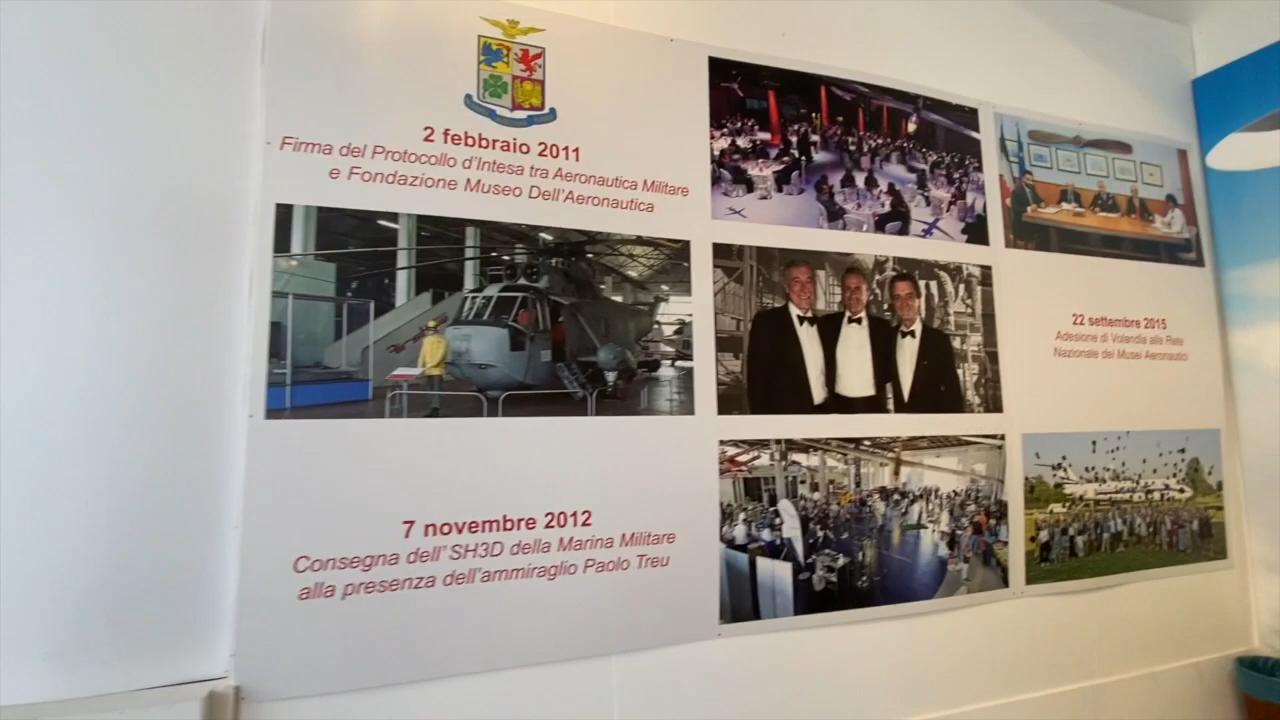 2 febbraio 2011
Firma del Protocollo d'Intesa tra Aeronautica Militare
e Fondazione Museo Dell'Aeronautica
7 novembre 2012
Consegna dell' SH3D della Marina Militare
alla presenza dell'ammiraglio Paolo Treu
22 settembre 2015
Adesione di Volandia alla Rete
Nazionale dei Musei Aeronautici